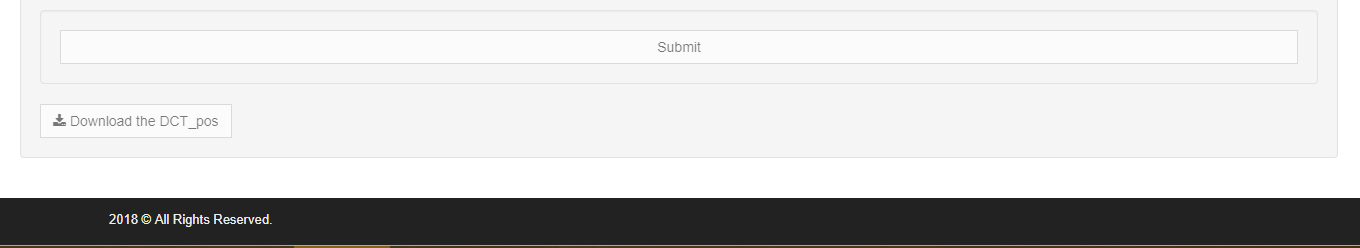 Submit
Download the DCT_pos
2018 © All Rights Reserved.